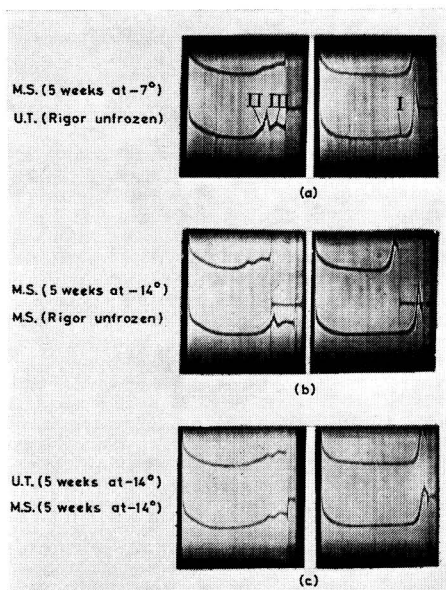 M.S. (5 weeks at -7°)
U.T. (Rigor unfrozen)
II III I
(a)
M.S. (5 weeks at -14°)
M.S. (Rigor unfrozen)
(b)
U.T. (5 weeks at -14°)
M.S. (5 weeks at -14°)
(c)